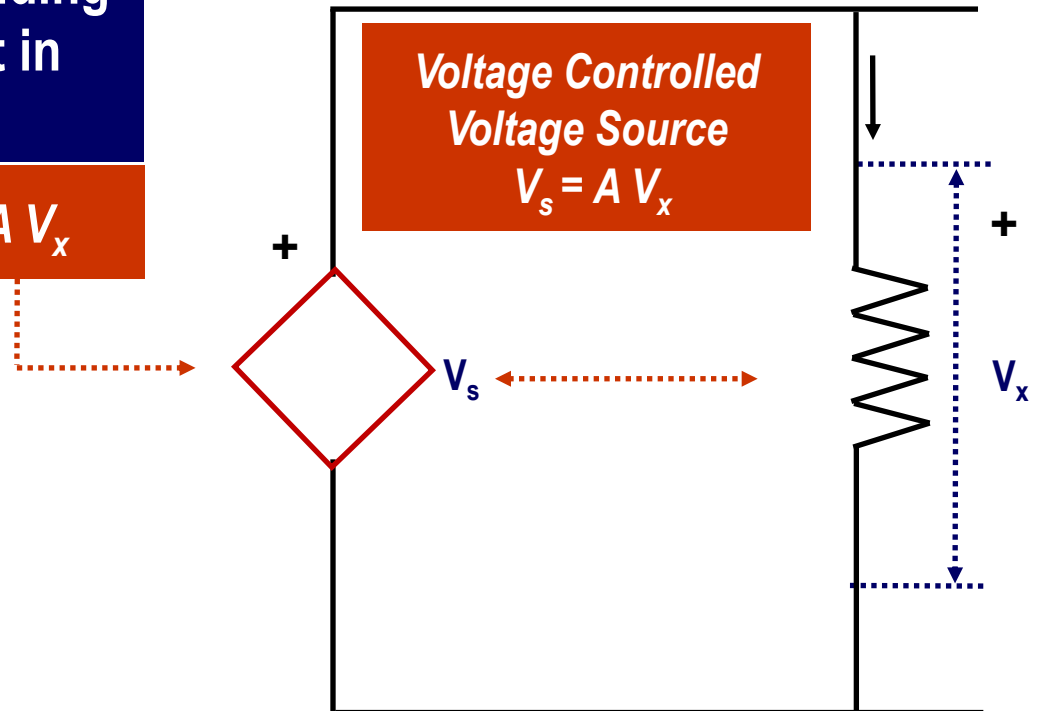 t in
A Vx
Voltage Controlled
Voltage Source
Vs = A Vx
+
Vs
+
Vx